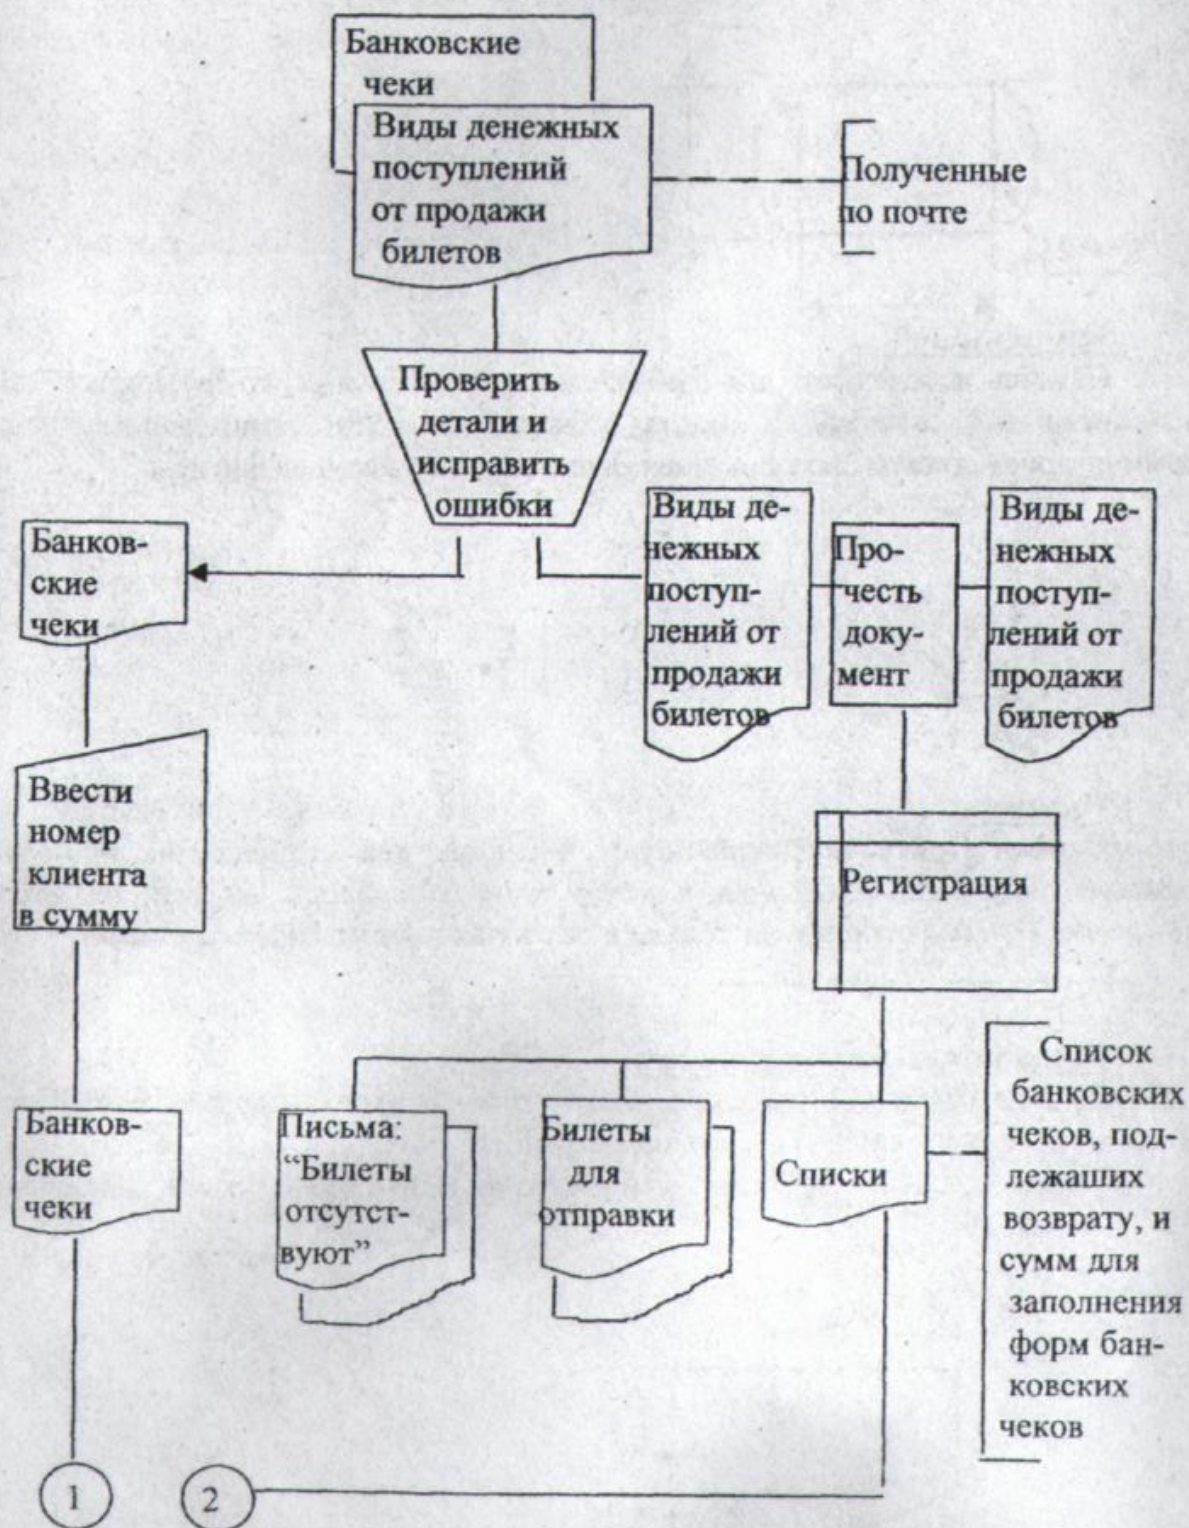 Банковские
чеки
Виды денежных
поступлений
от продажи
билетов
Полученные
по почте
Проверить
детали и
исправить
ошибки
Банков-
ские
чеки
Виды де-
нежных
поступ-
лений от
продажи
билетов
Про-
честь
доку-
мент
Виды де-
нежных
поступ-
лений от
продажи
билетов
Ввести
номер
клиента
в сумму
Регистрация
Банков-
ские
чеки
Письма:
“Билеты
отсутст-
вуют”
Билеты
для
отправки
Списки
Список
банковских
чеков, под-
лежаших
возврату, и
сумм для
заполнения
форм бан-
ковских
чеков
1
2